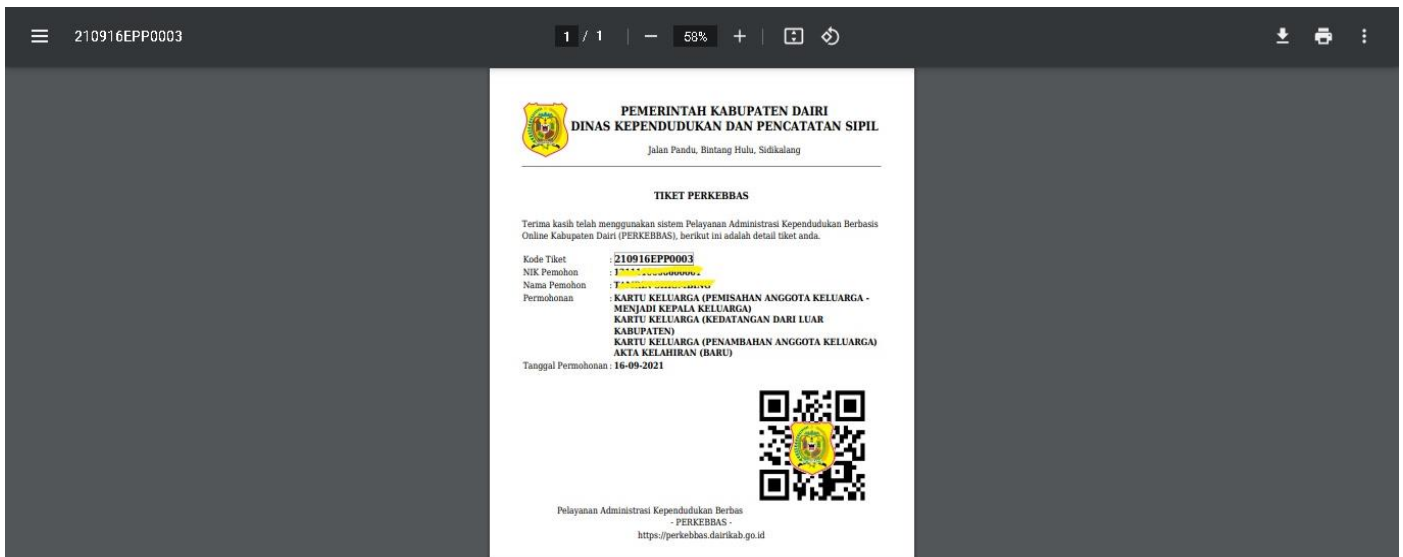 210916EPP0003
1 / 1
58%
PEMERINTAH KABUPATEN DAIRI
DINAS KEPENDUDUKAN DAN PENCATATAN SIPIL
Jalan Pandu, Bintang Hulu, Sidikalang
TIKET PERKEBBAS
Terima kasih telah menggunakan sistem Pelayanan Administrasi Kependudukan Berbasis
Online Kabupaten Dairi (PERKEBBAS), berikut ini adalah detail tiket anda.
Kode Tiket : 210916EPP0003
NIK Pemohon :
Nama Pemohon :
Permohonan : KARTU KELUARGA (PEMISAHAN ANGGOTA KELUARGA -
MENJADI KEPALA KELUARGA)
KARTU KELUARGA (KEDATANGAN DARI LUAR
KABUPATEN)
KARTU KELUARGA (PENAMBAHAN ANGGOTA KELUARGA)
AKTA KELAHIRAN (BARU)
Tanggal Permohonan : 16-09-2021
Pelayanan Administrasi Kependudukan Berbas
- PERKEBBAS -
https://perkebbas.dairikab.go.id